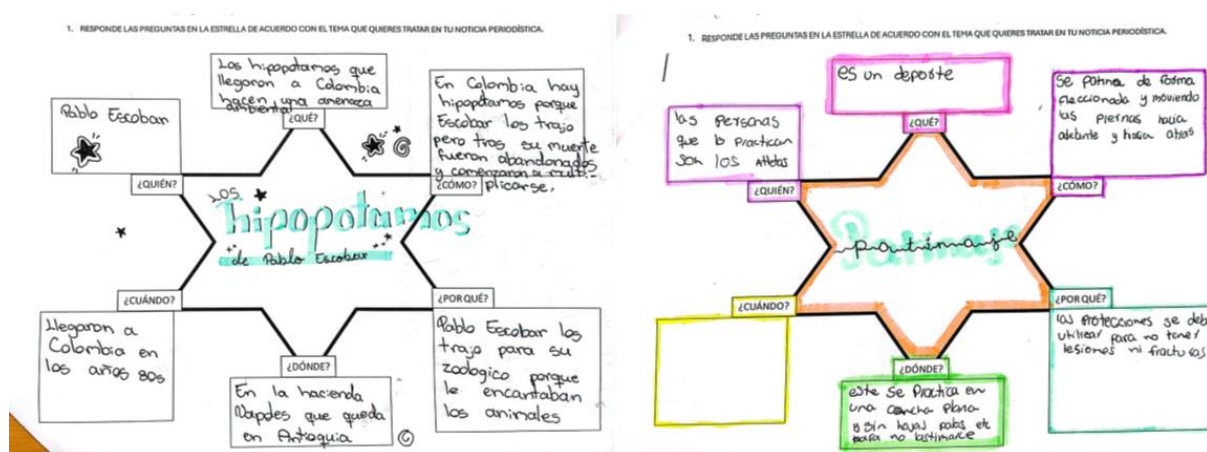 1. RESPONDE LAS PREGUNTAS EN LA ESTRELLA DE ACUERDO CON EL TEMA QUE QUIERES TRATAR EN TU NOTICIA PERIODÍSTICA.
Los hipopotamos que
llegaron a Colombia
hacen una amenaza
ambiental
¿QUÉ?
Pablo Escobar
¿QUIÉN?
En Colombia hay
hipopotamos porque
Escobar los trajo
pero tras su muerte
fueron abandonados
y comenzaron a multi-
plicarse.
¿CÓMO?
LOS
hipopotamos
de Pablo Escobar
¿CUÁNDO?
Llegaron a
Colombia en
los años 80s
¿DÓNDE?
En la hacienda
Napoles que queda
en Antioquia
¿POR QUÉ?
Pablo Escobar los
trajo para su
zoologico porque
le encantaban
los animales
1. RESPONDE LAS PREGUNTAS EN LA ESTRELLA DE ACUERDO CON EL TEMA QUE QUIERES TRATAR EN TU NOTICIA PERIODÍSTICA.
es un deporte
¿QUÉ?
las Personas
que lo Practican
son los Atletas
¿QUIÉN?
Se patina de forma
fleccionada y moviendo
las piernas hacia
adelante y hacia atras
¿CÓMO?
Patinaje
patinaje
¿CUÁNDO?
¿DÓNDE?
este se Practica en
una cancha plana
y sin hojas palos etc
para no lastimarce
¿POR QUÉ?
las Protecciones se deb
utilizar para no tener
lesiones ni fracturas